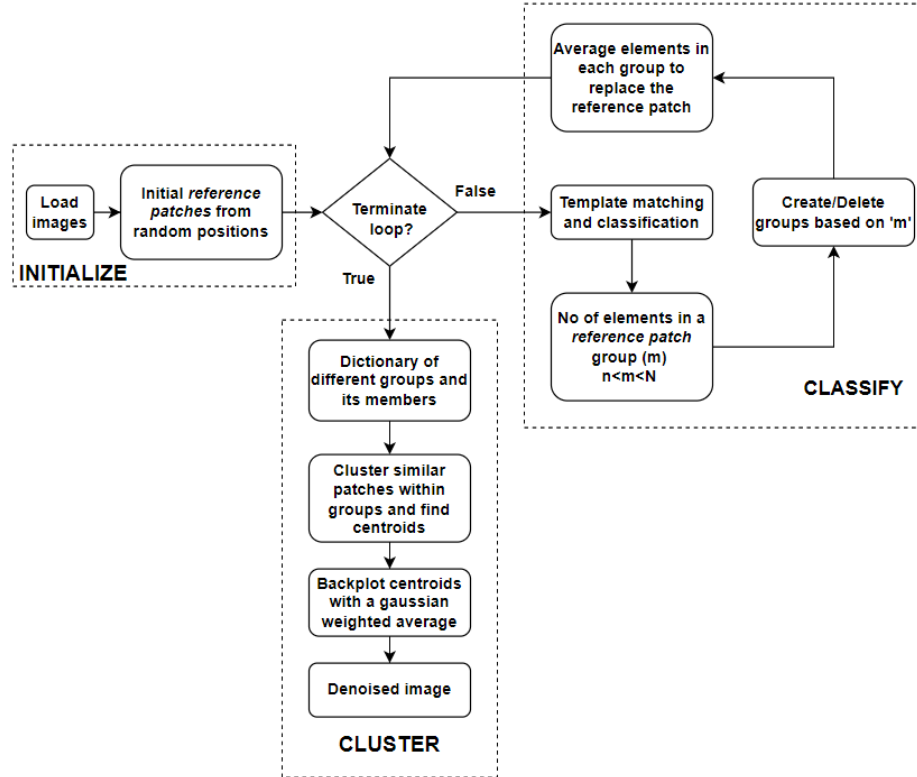 Load
images
Initial reference
patches from
random positions
INITIALIZE
Terminate
loop?
False
True
Template matching
and classification
No of elements in a
reference patch
group (m)
n<m<N
Create/Delete
groups based on 'm'
Average elements in
each group to
replace the
reference patch
CLASSIFY
Dictionary of
different groups and
its members
Cluster similar
patches within
groups and find
centroids
Backplot centroids
with a gaussian
weighted average
Denoised image
CLUSTER